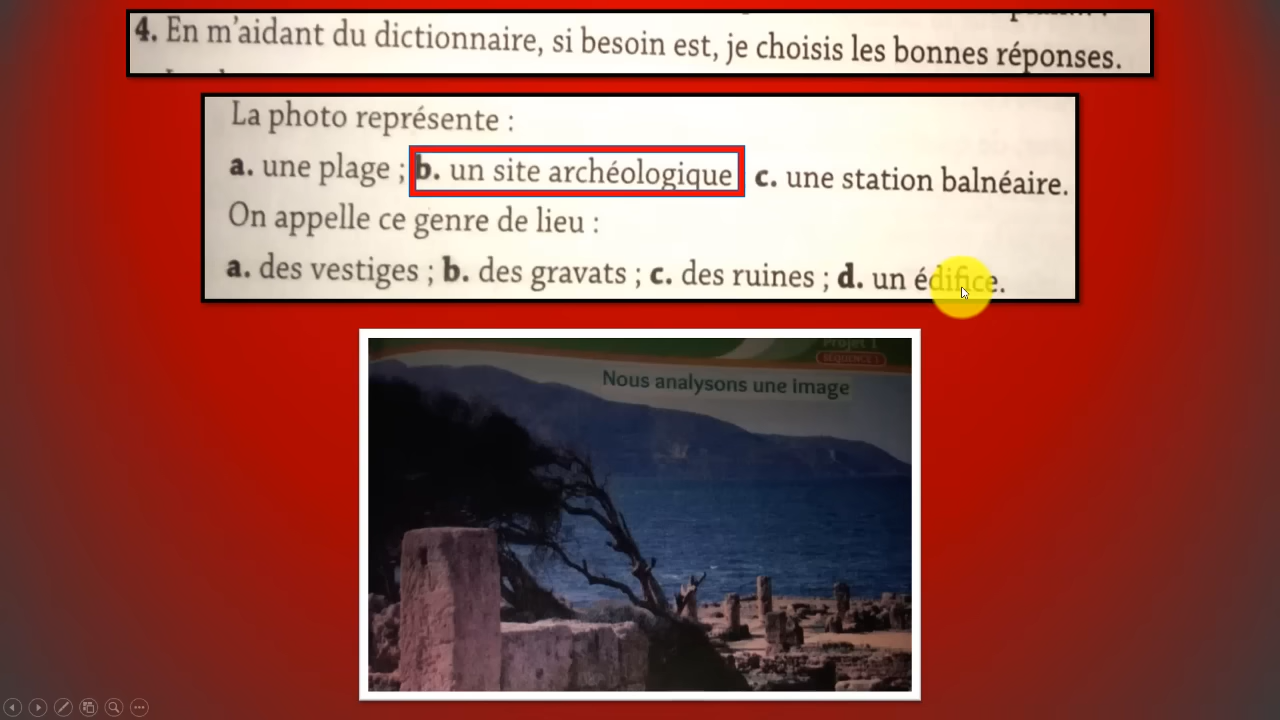 4. En m'aidant du dictionnaire, si besoin est, je choisis les bonnes réponses.
La photo représente :
a. une plage ; b. un site archéologique c. une station balnéaire.
On appelle ce genre de lieu :
a. des vestiges ; b. des gravats ; c. des ruines ; d. un édifice.
Projet 1
SÉQUENCE 1
Nous analysons une image